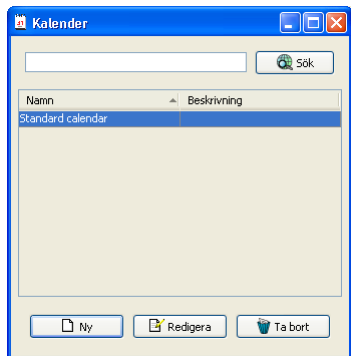 Kalender
Sök
Namn Beskrivning
Standard calendar
Ny Redigera Ta bort